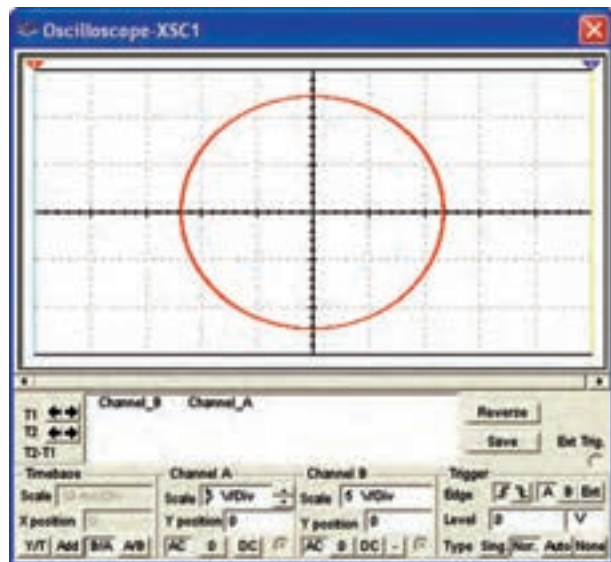 Oscilloscope-XSC1
T1
T2
T2-T1
Channel_B Channel_A
Reverse
Save
Ext Trig.
Timebase
Channel A
Channel B
Trigger
Scale
Scale V/Div
Scale 5 V/Div
Edge A B Ext
X position
Y position 0
Y position 0
Level 0 V
Y/T Add B/A A/B
AC 0 DC
AC 0 DC -
Type Sing. Nor. Auto None